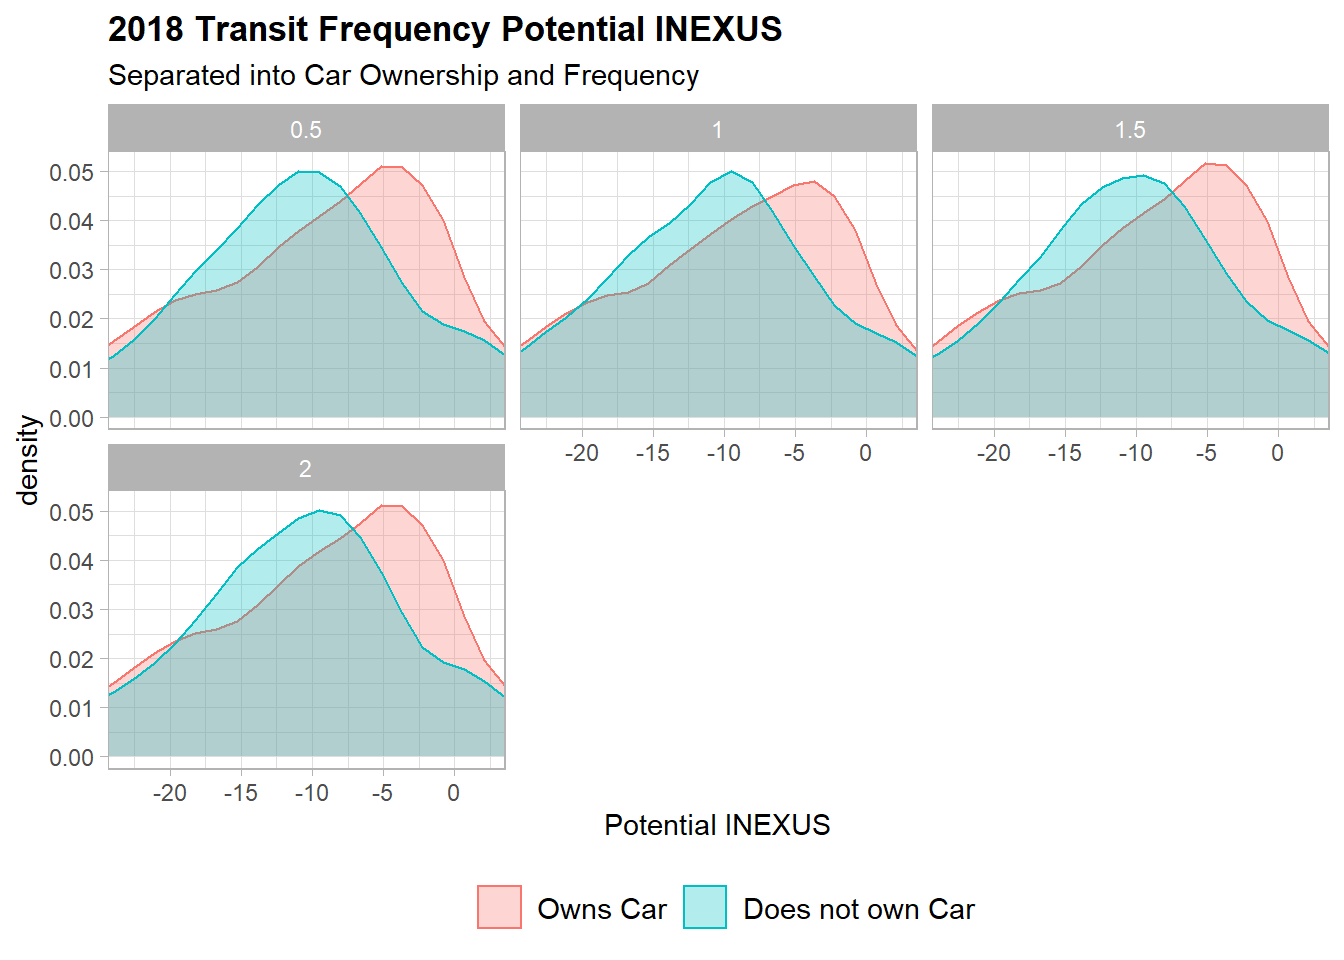 2018 Transit Frequency Potential INEXUS
Separated into Car Ownership and Frequency
0.5
1
1.5
0.05
0.04
0.03
0.02
0.01
0.00
-20 -15 -10 -5 0
-20 -15 -10 -5 0
density
2
0.05
0.04
0.03
0.02
0.01
0.00
-20 -15 -10 -5 0
Potential INEXUS
Owns Car
Does not own Car